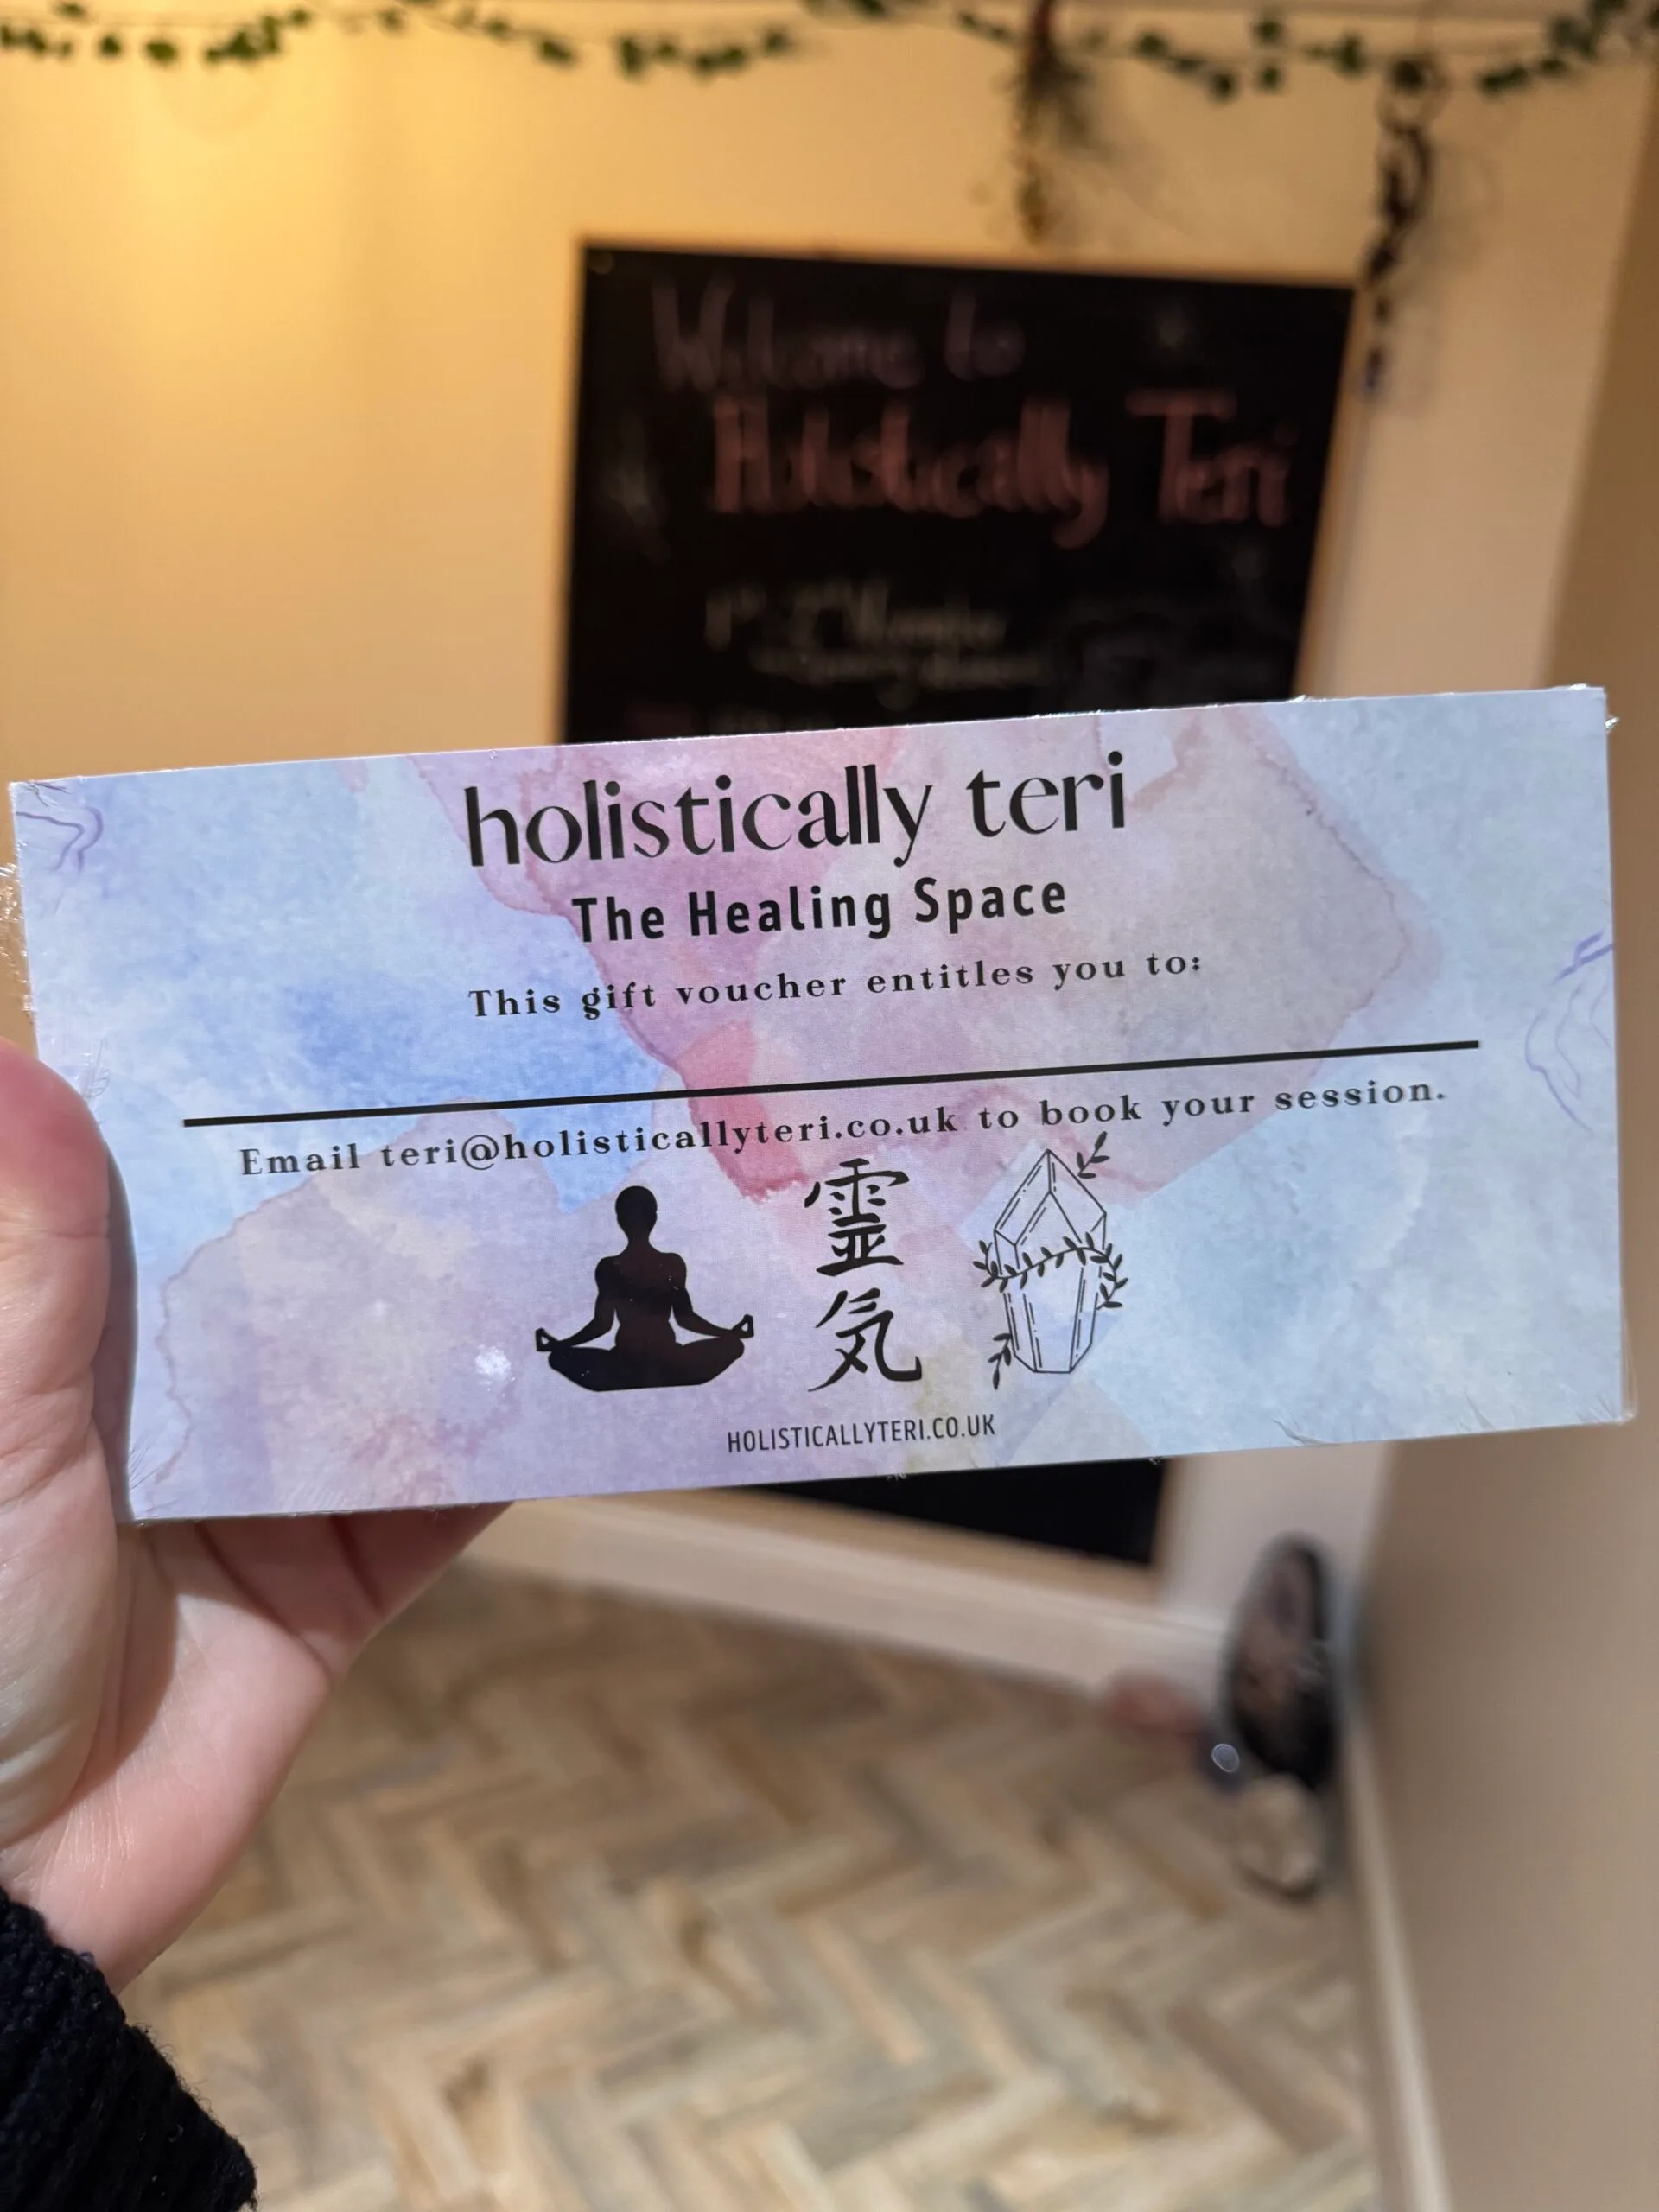 Welcome to
Holistically Teri
holistically teri
The Healing Space
This gift voucher entitles you to:
Email teri@holisticallyteri.co.uk to book your session.
靈
気
HOLISTICALLYTERI.CO.UK